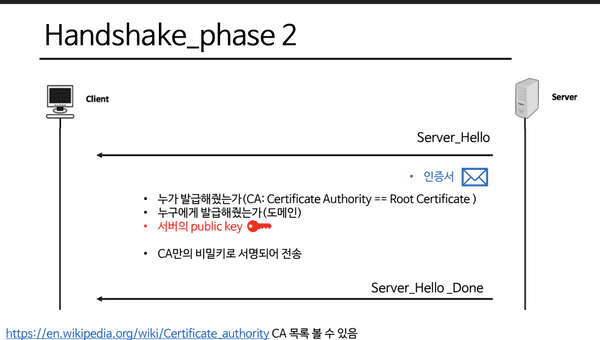 Handshake_phase 2
Client
Server
Server_Hello
• 인증서
• 누가 발급해줬는가(CA: Certificate Authority == Root Certificate )
• 누구에게 발급해줬는가(도메인)
• 서버의 public key
• CA만의 비밀키로 서명되어 전송
Server_Hello _Done
https://en.wikipedia.org/wiki/Certificate_authority CA 목록 볼 수 있음